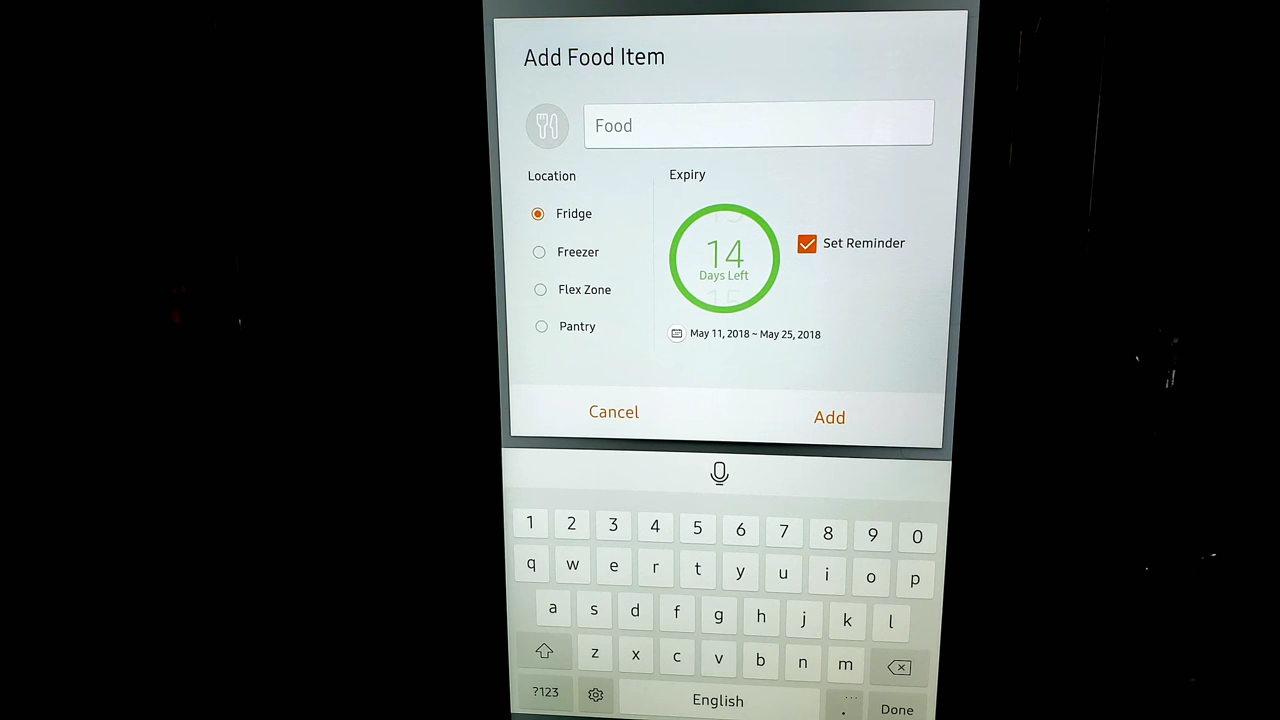 Add Food Item
Food
Location
Expiry
Fridge
Freezer
Flex Zone
Pantry
14
Days Left
15
Set Reminder
May 11, 2018 ~ May 25, 2018
Cancel
Add
1 2 3 4 5 6 7 8 9 0
q w e r t y u i o p
a s d f g h j k l
z x c v b n m
?123
English
.
Done